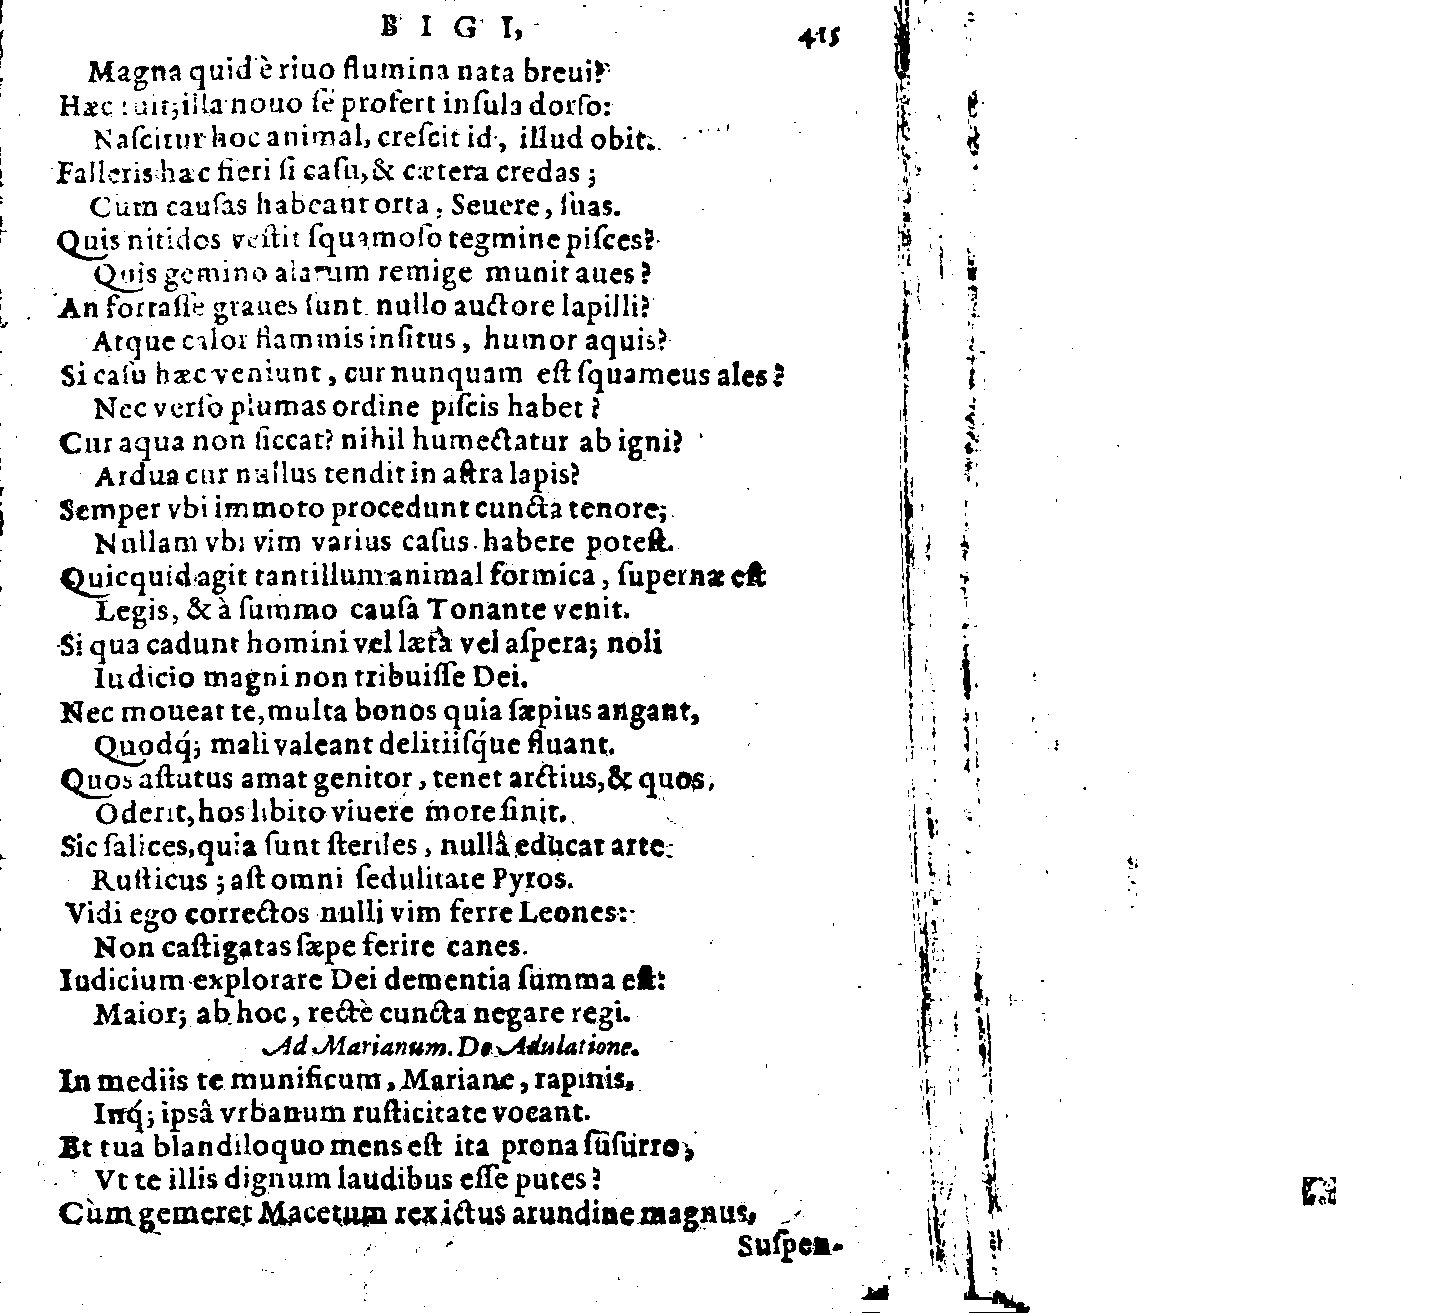 BIGI, 415
Magna quid è riuo flumina nata breui?
Hæc ruit; illa nouo ſe profert inſula dorſo:
Naſcitur hoc animal, creſcit id, illud obit.
Falleris hæc fieri ſi caſu, & cætera credas ;
Cum cauſas habeant orta, Seuere, ſuas.
Quis nitidos veſtit ſquamoſo tegmine piſces?
Quis gemino alarum remige munit aues ?
An fortaſſe graues ſunt nullo auctore lapilli?
Atque calor flammis inſitus, humor aquis?
Si caſu hæc veniunt, cur nunquam eſt ſquameus ales ?
Nec verſo plumas ordine piſcis habet ?
Cur aqua non ſiccat? nihil humectatur ab igni?
Ardua cur nullus tendit in aſtra lapis?
Semper vbi immoto procedunt cuncta tenore;
Nullam vbi vim varius caſus habere poteſt.
Quicquid agit tantillum animal formica, ſupernæ eſt
Legis, & à ſummo cauſa Tonante venit.
Si qua cadunt homini vel læta vel aſpera; noli
Iudicio magni non tribuiſſe Dei.
Nec moueat te, multa bonos quia ſæpius angant,
Quodq́; mali valeant delitiiſq́ue fluant.
Quos aſtutus amat genitor, tenet arctius, & quos,
Oderit, hos libito viuere more ſinit.
Sic ſalices, quia ſunt ſteriles, nullâ educat arte:
Ruſticus ; aſt omni ſedulitate Pyros.
Vidi ego correctos nulli vim ferre Leones:
Non caſtigatas ſæpe ferire canes.
Iudicium explorare Dei dementia ſumma eſt:
Maior; ab hoc, rectè cuncta negare regi.
Ad Marianum. De Adulatione.
In mediis te munificum, Mariane, rapinis,
Inq́; ipsâ vrbanum ruſticitate vocant.
Et tua blandiloquo mens eſt ita prona ſuſurro,
Vt te illis dignum laudibus eſſe putes ?
Cùm gemeret Macetum rex ictus arundine magnus,
Suſpen-